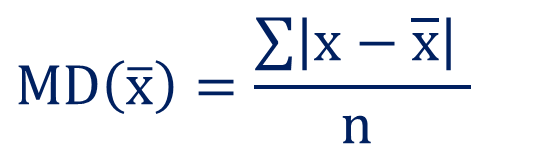 MD(x̅) = ∑|x − x̅|
n